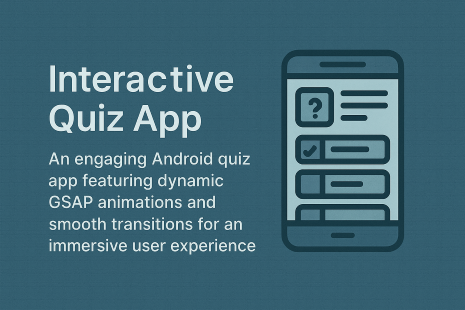 Interactive
Quiz App
An engaging Android quiz
app featuring dynamic
GSAP animations and
smooth transitions for an
immersive user experience
?